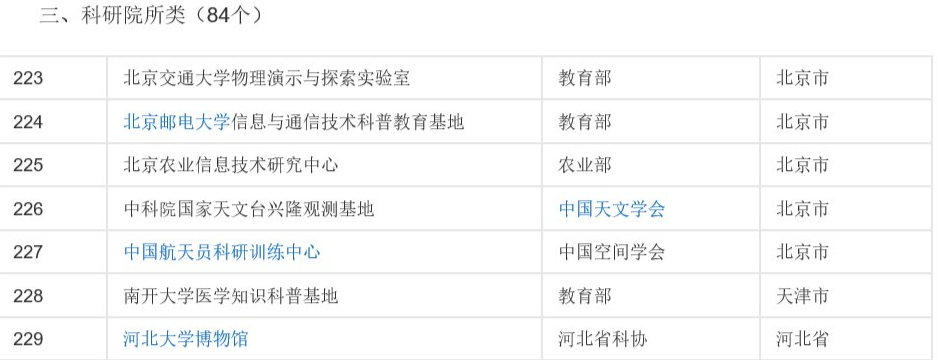 三、科研院所类（84个）
223 北京交通大学物理演示与探索实验室 教育部 北京市
224 北京邮电大学信息与通信技术科普教育基地 教育部 北京市
225 北京农业信息技术研究中心 农业部 北京市
226 中科院国家天文台兴隆观测基地 中国天文学会 北京市
227 中国航天员科研训练中心 中国空间学会 北京市
228 南开大学医学知识科普基地 教育部 天津市
229 河北大学博物馆 河北省科协 河北省